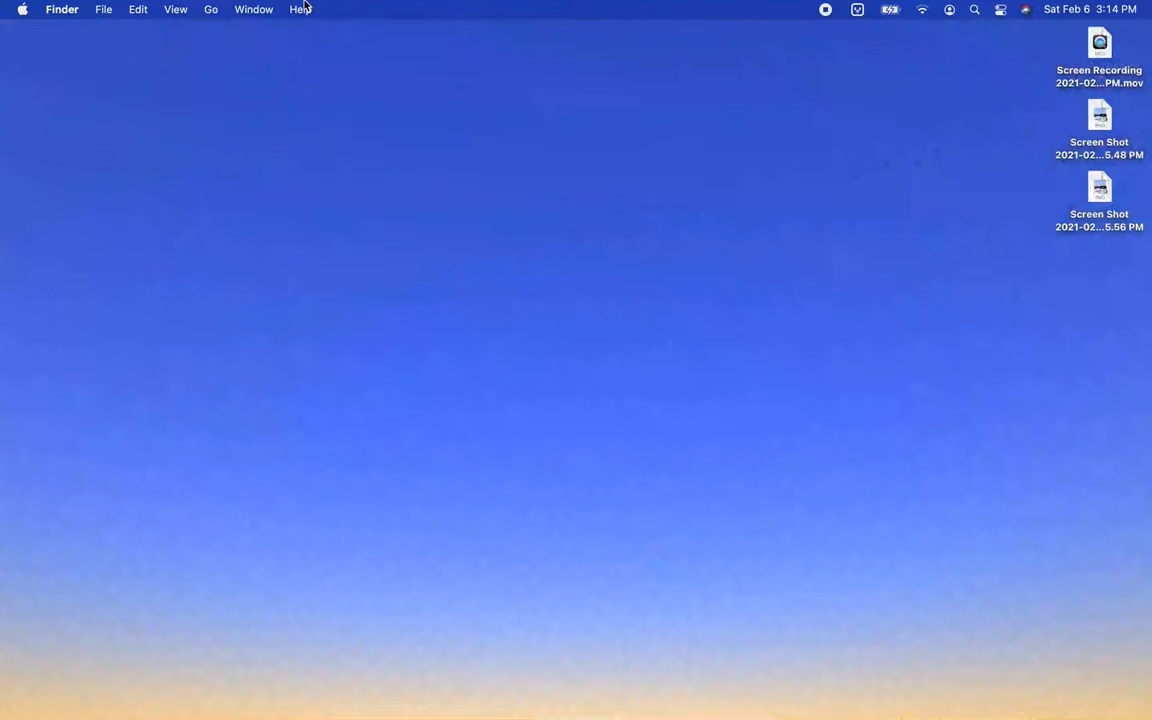 Finder File Edit View Go Window Help Sat Feb 6 3:14 PM
Screen Recording
2021-02...PM.mov
Screen Shot
2021-02...5.48 PM
Screen Shot
2021-02...5.56 PM